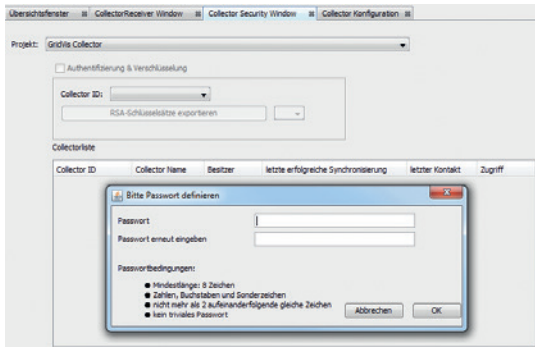 Übersichtsfenster CollectorReceiver Window Collector Security Window Collector Konfiguration
Projekt: GridVis Collector
Authentifizierung & Verschlüsselung
Collector ID:
RSA-Schlüsselsätze exportieren
Collectorliste
Collector ID Collector Name Besitzer letzte erfolgreiche Synchronisierung letzter Kontakt Zugriff
Bitte Passwort definieren
Passwort
Passwort erneut eingeben
Passwortbedingungen:
Mindestlänge: 8 Zeichen
Zahlen, Buchstaben und Sonderzeichen
nicht mehr als 2 aufeinanderfolgende gleiche Zeichen
kein triviales Passwort
Abbrechen OK